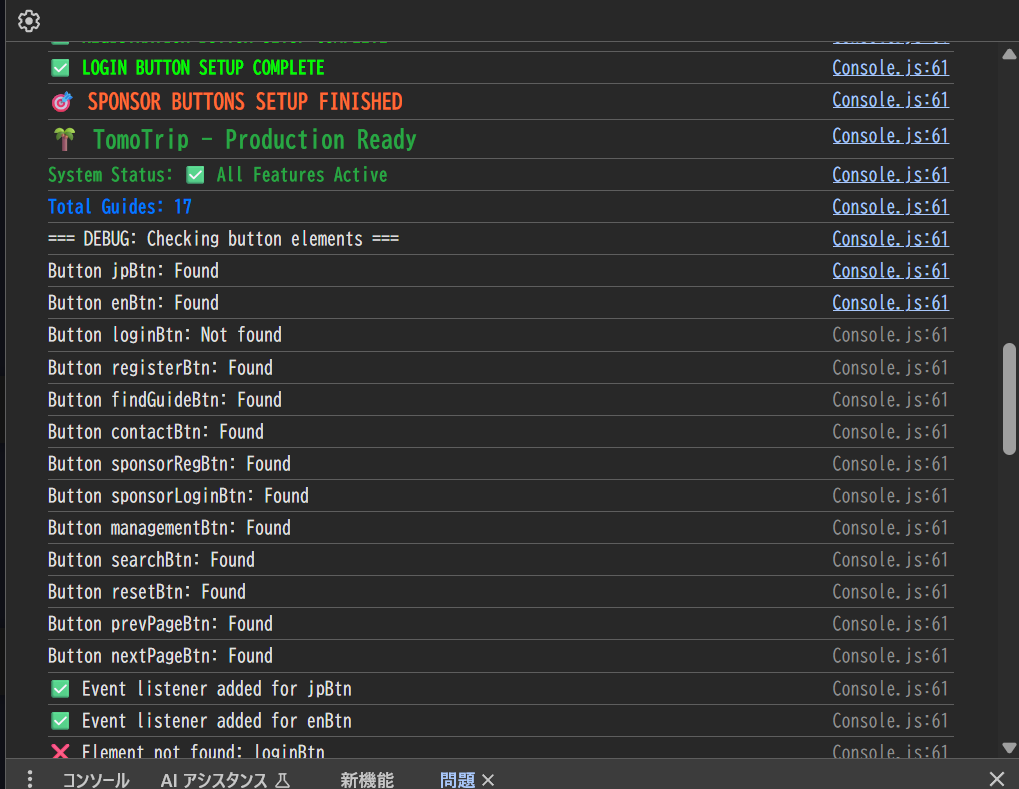 ✅ LOGIN BUTTON SETUP COMPLETE Console.js:61
🎯 SPONSOR BUTTONS SETUP FINISHED Console.js:61
🌴 TomoTrip - Production Ready Console.js:61
System Status: ✅ All Features Active Console.js:61
Total Guides: 17 Console.js:61
=== DEBUG: Checking button elements === Console.js:61
Button jpBtn: Found Console.js:61
Button enBtn: Found Console.js:61
Button loginBtn: Not found Console.js:61
Button registerBtn: Found Console.js:61
Button findGuideBtn: Found Console.js:61
Button contactBtn: Found Console.js:61
Button sponsorRegBtn: Found Console.js:61
Button sponsorLoginBtn: Found Console.js:61
Button managementBtn: Found Console.js:61
Button searchBtn: Found Console.js:61
Button resetBtn: Found Console.js:61
Button prevPageBtn: Found Console.js:61
Button nextPageBtn: Found Console.js:61
✅ Event listener added for jpBtn Console.js:61
✅ Event listener added for enBtn Console.js:61
❌ Element not found: loginBtn Console.js:61
コンソール AI アシスタンス 新機能 問題